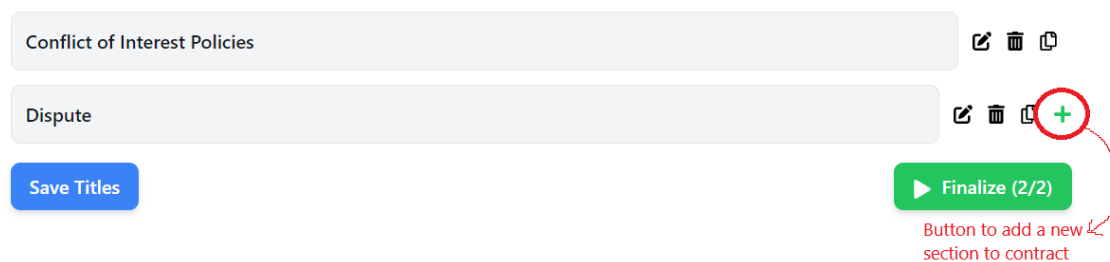 Conflict of Interest Policies
Dispute
Save Titles
Finalize (2/2)
Button to add a new
section to contract